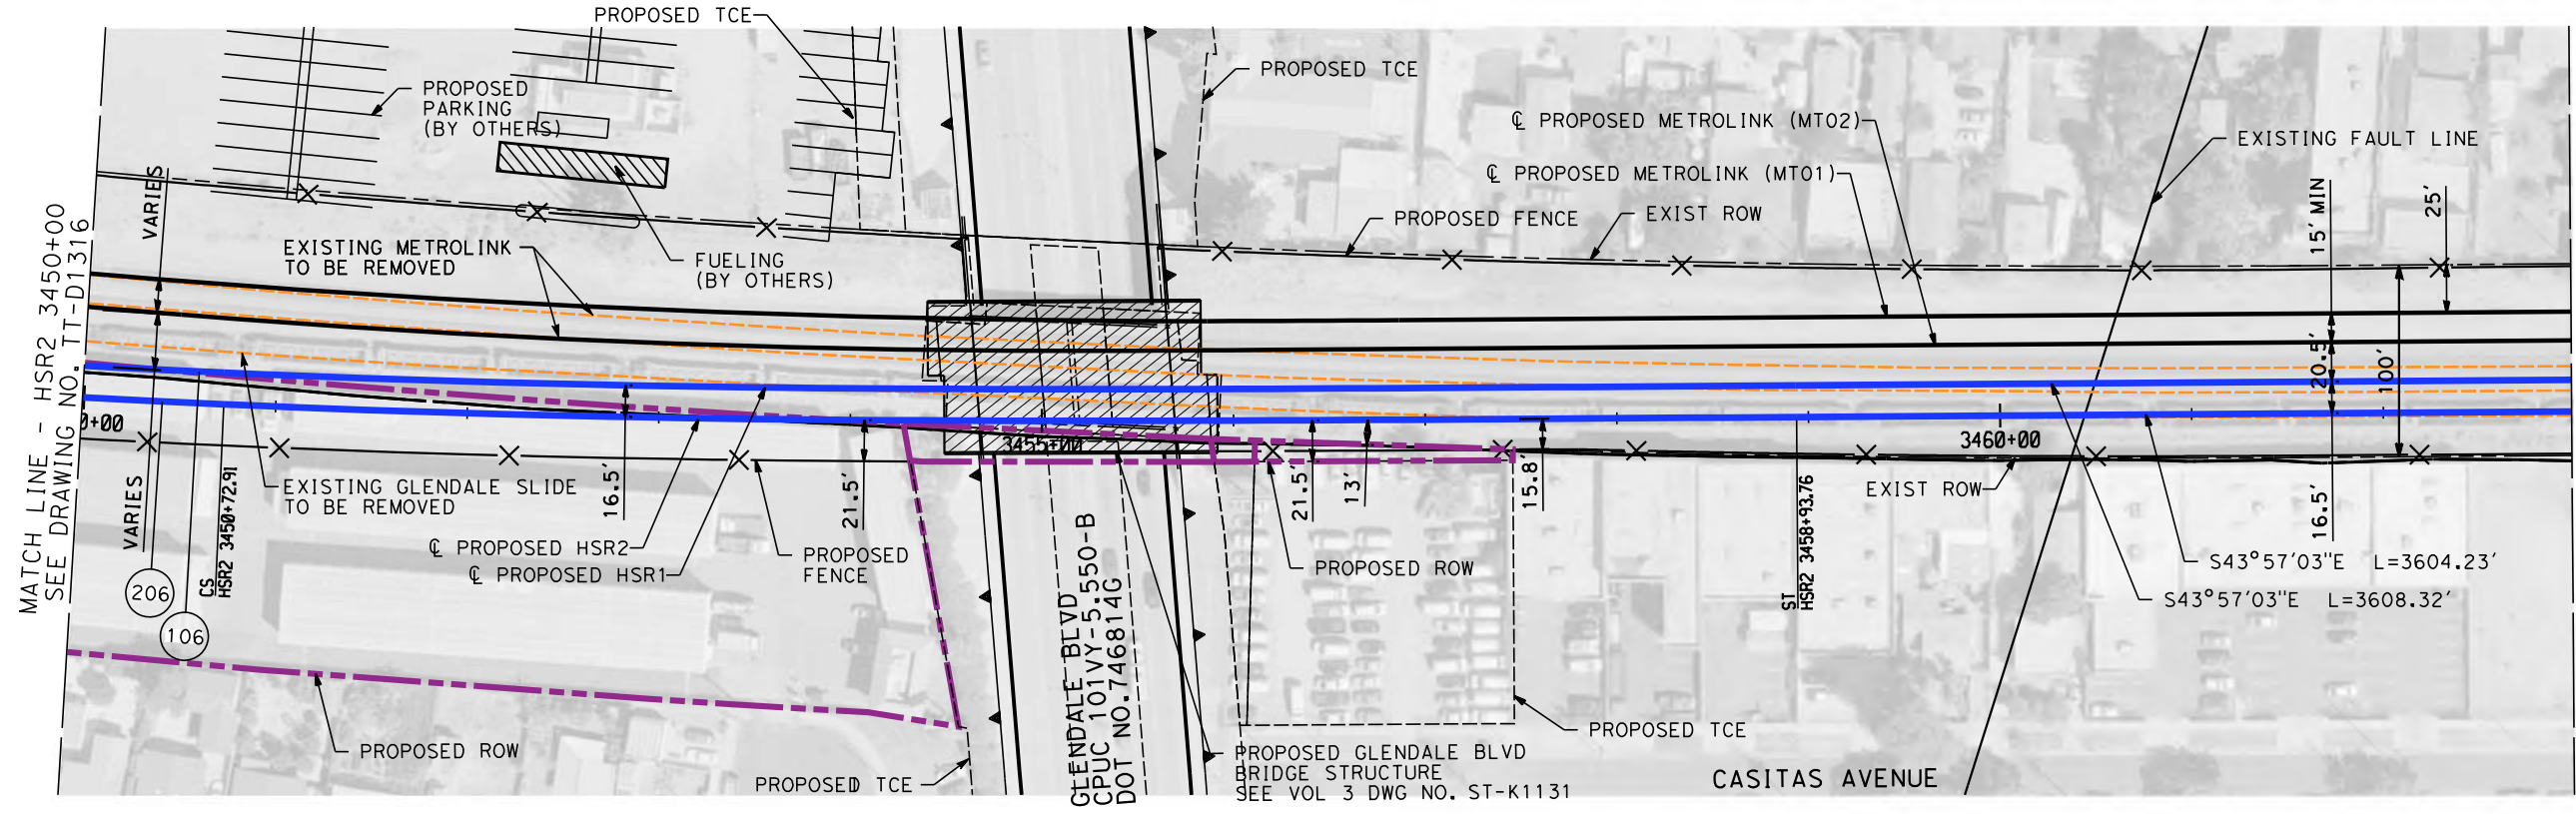 PROPOSED TCE
PROPOSED
PARKING
(BY OTHERS)
PROPOSED TCE
℄ PROPOSED METROLINK (MT02)
℄ PROPOSED METROLINK (MT01)
EXISTING FAULT LINE
PROPOSED FENCE
EXIST ROW
VARIES
EXISTING METROLINK
TO BE REMOVED
FUELING
(BY OTHERS)
15' MIN
25'
20.5'
100'
MATCH LINE - HSR2 3450+00
SEE DRAWING NO. TT-D1316
0+00
3455+00
3460+00
VARIES
206
106
CS
HSR2 3450+72.91
EXISTING GLENDALE SLIDE
TO BE REMOVED
16.5'
℄ PROPOSED HSR2
℄ PROPOSED HSR1
21.5'
PROPOSED
FENCE
21.5'
13'
15.8'
PROPOSED ROW
ST
HSR2 3458+93.76
EXIST ROW
16.5'
S43°57'03"E L=3604.23'
S43°57'03"E L=3608.32'
GLENDALE BLVD
CPUC 101VY-5.550-B
DOT NO.746814G
PROPOSED ROW
PROPOSED TCE
PROPOSED TCE
PROPOSED GLENDALE BLVD
BRIDGE STRUCTURE
SEE VOL 3 DWG NO. ST-K1131
CASITAS AVENUE